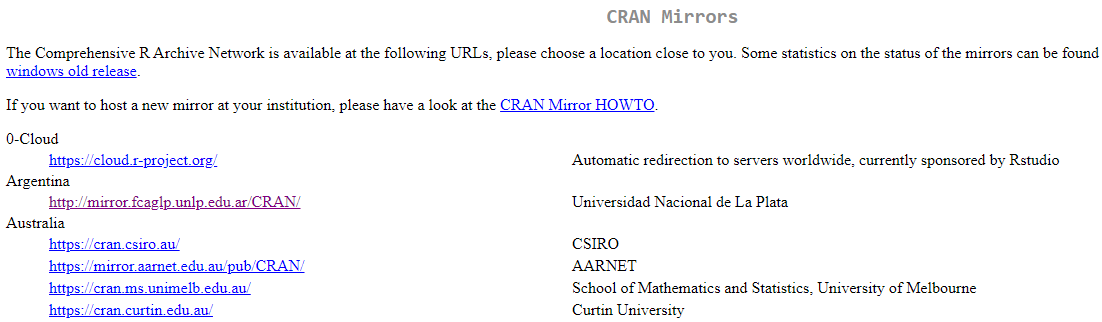 CRAN Mirrors
The Comprehensive R Archive Network is available at the following URLs, please choose a location close to you. Some statistics on the status of the mirrors can be found
windows old release.
If you want to host a new mirror at your institution, please have a look at the CRAN Mirror HOWTO.
0-Cloud
https://cloud.r-project.org/ Automatic redirection to servers worldwide, currently sponsored by Rstudio
Argentina
http://mirror.fcaglp.unlp.edu.ar/CRAN/ Universidad Nacional de La Plata
Australia
https://cran.csiro.au/ CSIRO
https://mirror.aarnet.edu.au/pub/CRAN/ AARNET
https://cran.ms.unimelb.edu.au/ School of Mathematics and Statistics, University of Melbourne
https://cran.curtin.edu.au/ Curtin University